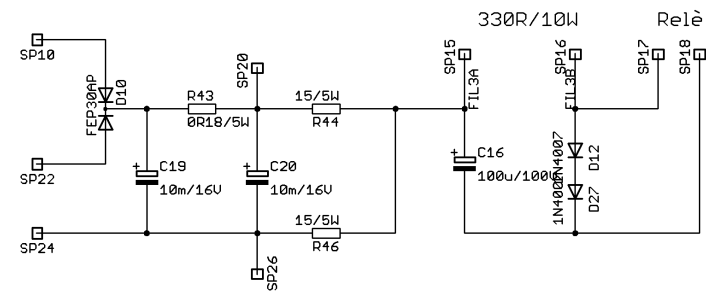 330R/10W
Relè
SP10
SP20
SP15
SP16
SP17
SP18
FEP30AP
D10
R43
0R18/5W
15/5W
R44
FIL3A
FIL3B
C19
10m/16V
C20
10m/16V
C16
100u/100V
1N4007
D12
1N4007
D27
SP22
SP24
15/5W
R46
SP26